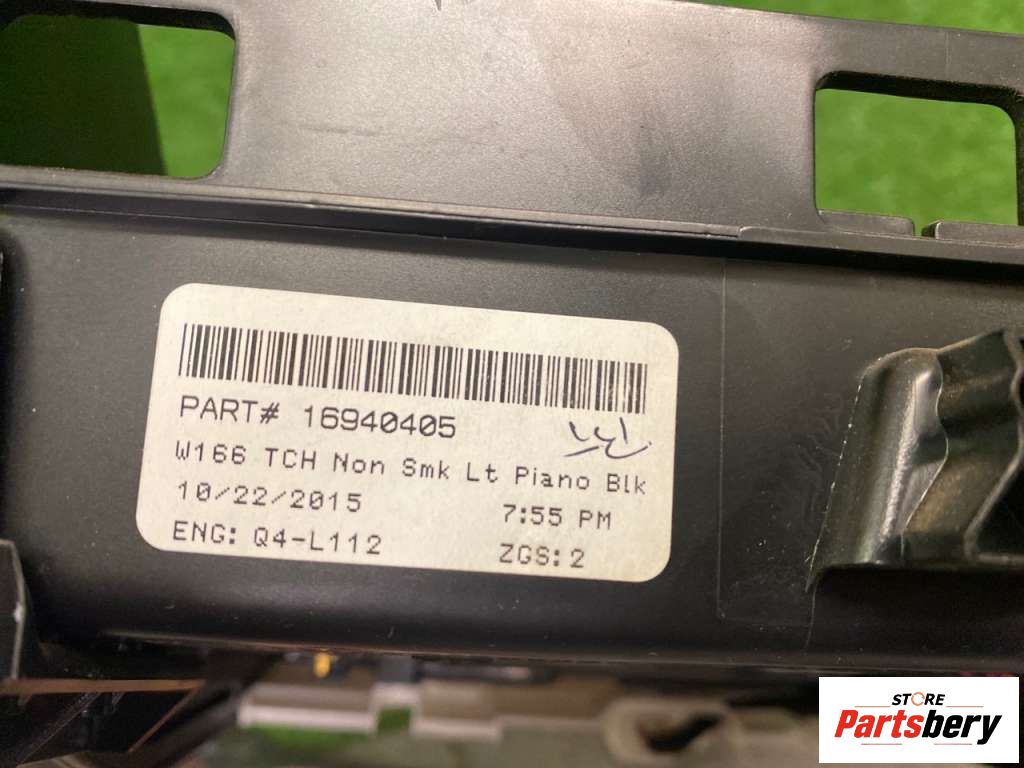 PART# 16940405
W166 TCH Non Smk Lt Piano Blk
10/22/2015 7:55 PM
ENG: Q4-L112 ZGS:2
STORE
Partsbery